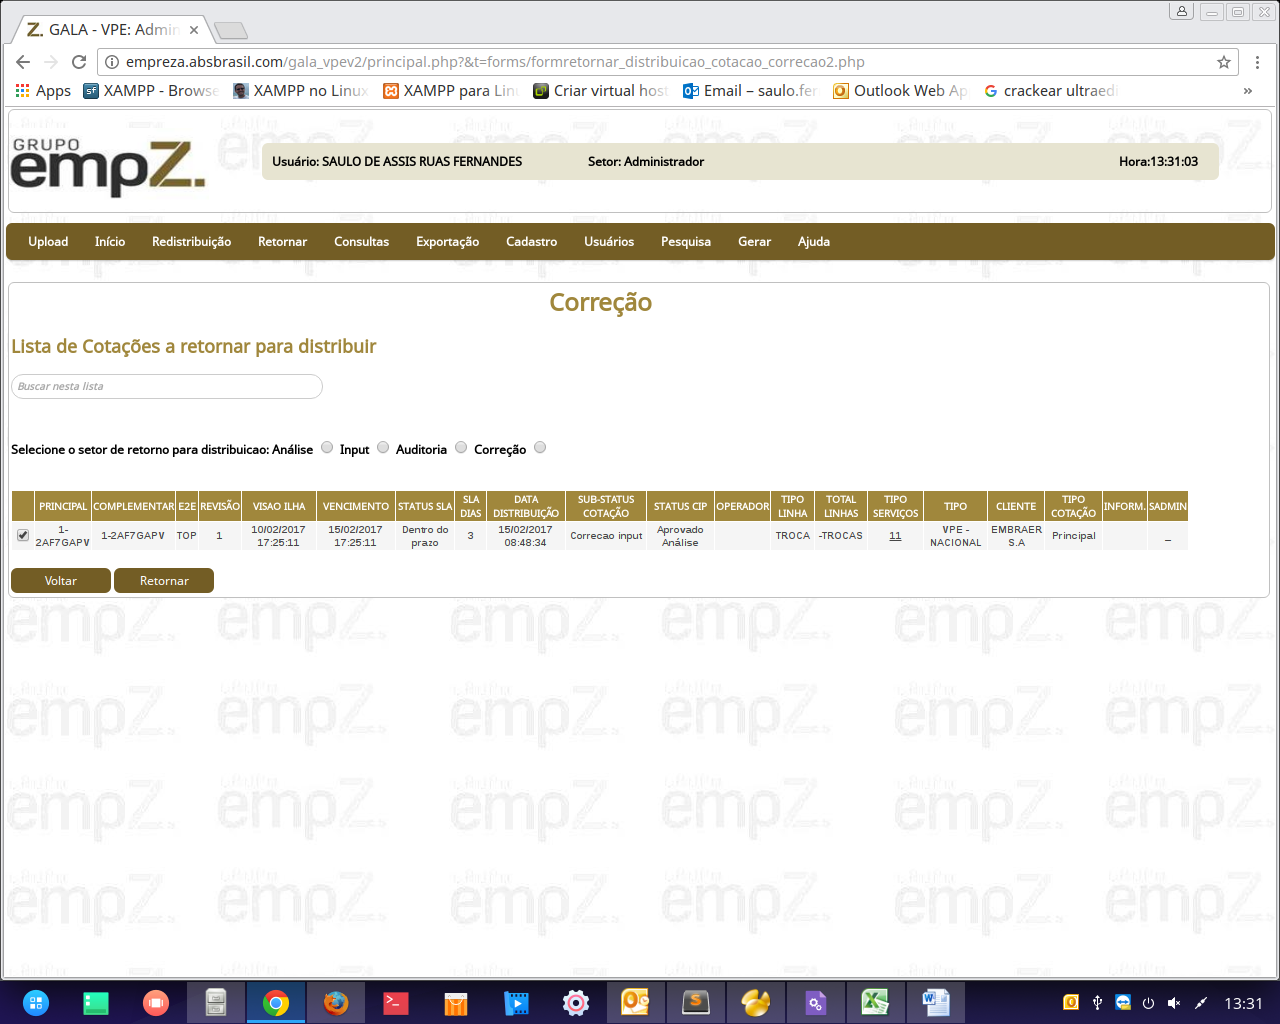 GALA - VPE: Admin
empreza.absbrasil.com/gala_vpev2/principal.php?&t=forms/formretornar_distribuicao_cotacao_correcao2.php
Apps XAMPP - Browse XAMPP no Linux XAMPP para Linu Criar virtual host Email – saulo.fer Outlook Web Ap crackear ultraedi »
GRUPO
empZ.
Usuário: SAULO DE ASSIS RUAS FERNANDES Setor: Administrador Hora:13:31:03
Upload Início Redistribuição Retornar Consultas Exportação Cadastro Usuários Pesquisa Gerar Ajuda
Correção
Lista de Cotações a retornar para distribuir
Buscar nesta lista
Selecione o setor de retorno para distribuicao: Análise Input Auditoria Correção
PRINCIPAL COMPLEMENTAR E2E REVISÃO VISAO ILHA VENCIMENTO STATUS SLA SLA DIAS DATA DISTRIBUIÇÃO SUB-STATUS COTAÇÃO STATUS CIP OPERADOR TIPO LINHA TOTAL LINHAS TIPO SERVIÇOS TIPO CLIENTE TIPO COTAÇÃO INFORM. SADMIN
1-2AF7GAPV 1-2AF7GAPV TOP 1 10/02/2017 17:25:11 15/02/2017 17:25:11 Dentro do prazo 3 15/02/2017 08:48:34 Correcao input Aprovado Análise TROCA -TROCAS 11 VPE - NACIONAL EMBRAER S.A Principal _
Voltar Retornar
13:31